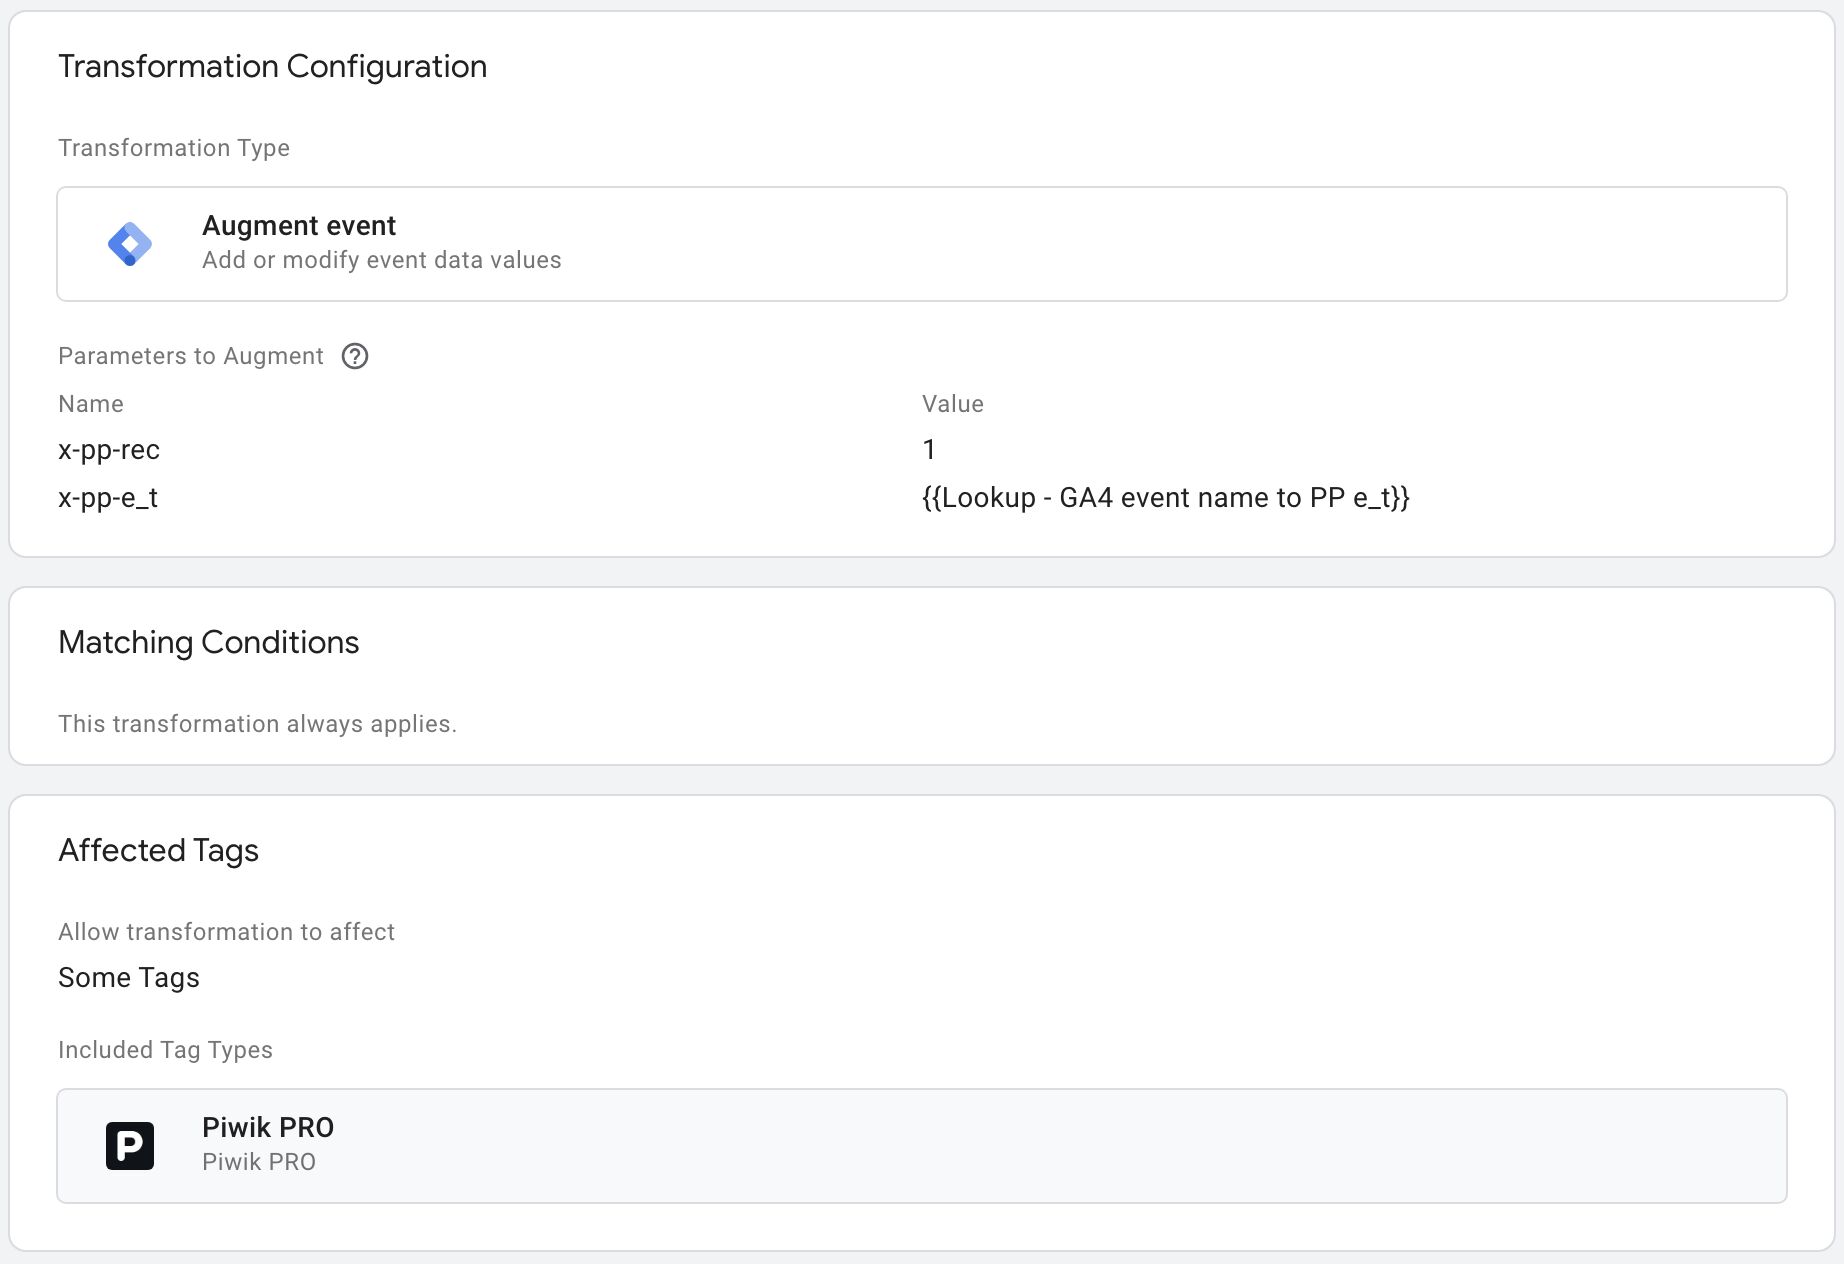 Transformation Configuration
Transformation Type
Augment event
Add or modify event data values
Parameters to Augment
Name Value
x-pp-rec 1
x-pp-e_t {{Lookup - GA4 event name to PP e_t}}
Matching Conditions
This transformation always applies.
Affected Tags
Allow transformation to affect
Some Tags
Included Tag Types
Piwik PRO
Piwik PRO